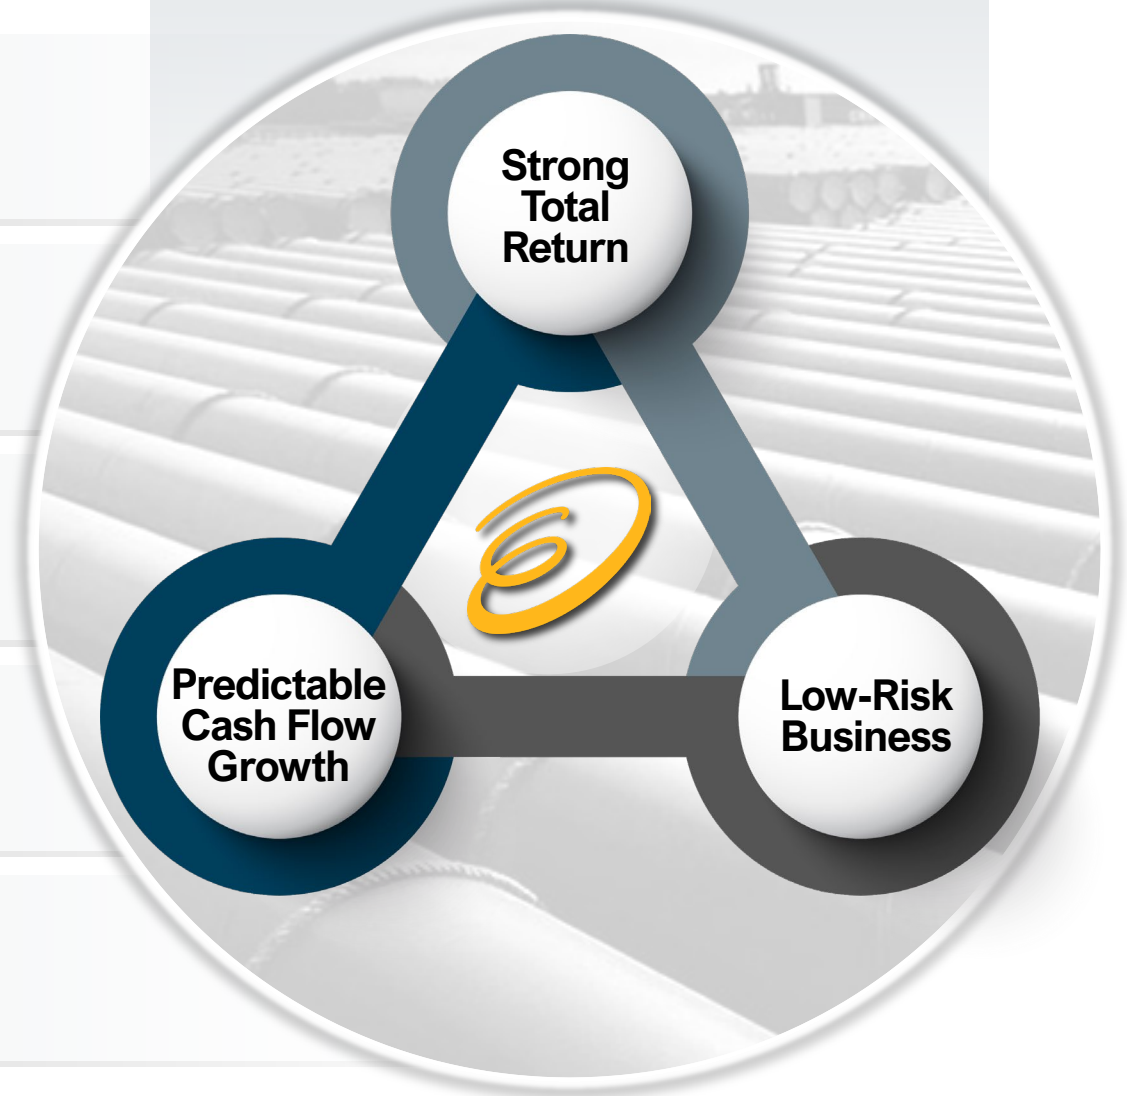 Strong
Total
Return
Predictable
Cash Flow
Growth
Low-Risk
Business